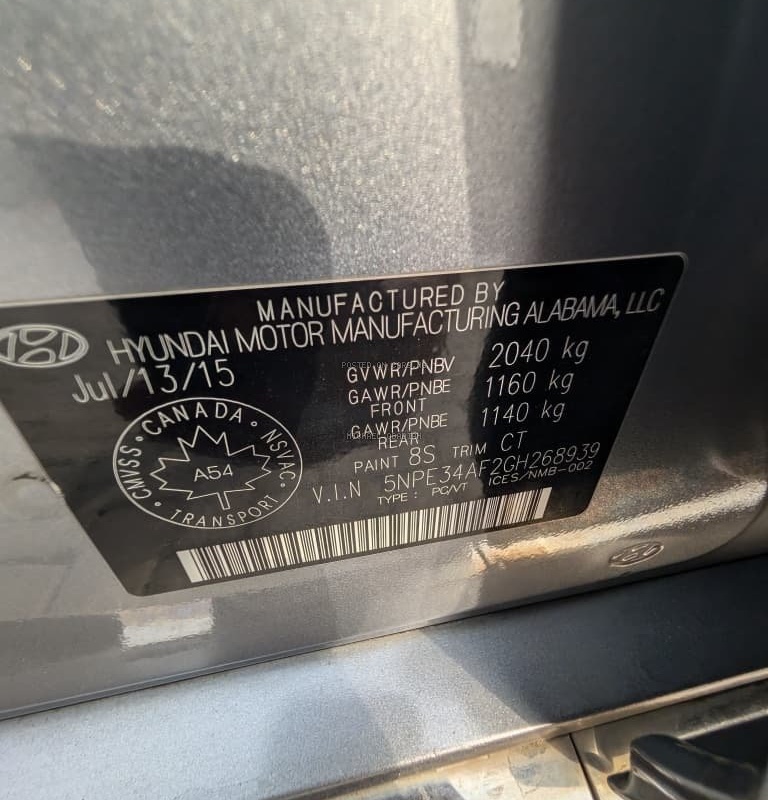 MANUFACTURED BY
HYUNDAI MOTOR MANUFACTURING ALABAMA, LLC
Jul/13/15
GVWR/PNBV 2040 kg
GAWR/PNBE 1160 kg
FRONT
GAWR/PNBE 1140 kg
REAR
PAINT 8S TRIM CT
V.I.N 5NPE34AF2GH268939
TYPE: PC/VT ICES/NMB-002
CANADA · NSVAC·
CMVSS
A54
TRANSPORT